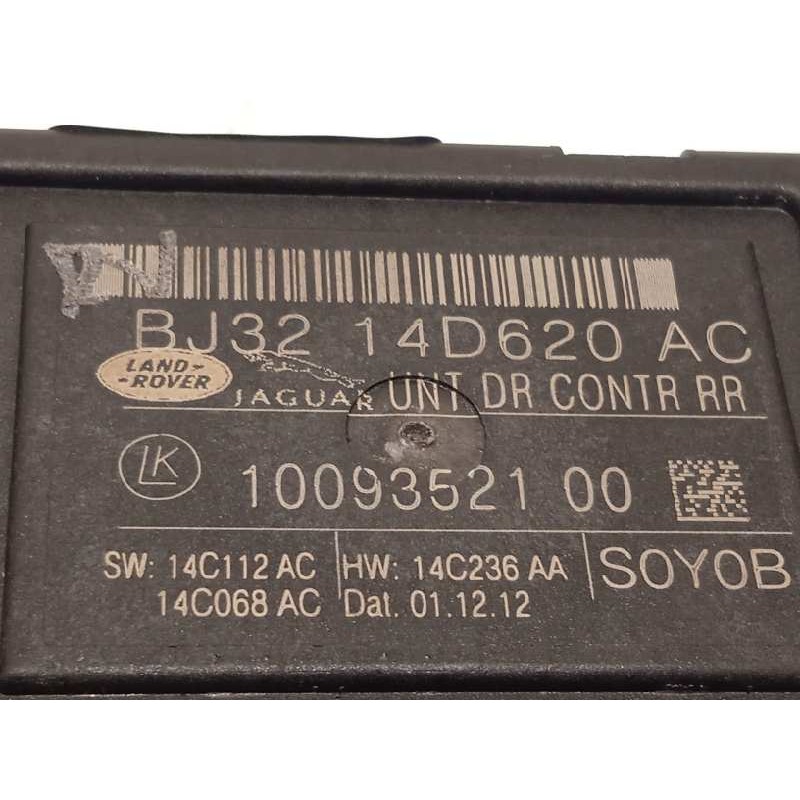 BJ32 14D620 AC
LAND-
-ROVER
JAGUAR UNT DR CONTR RR
LK 10093521 00
SW: 14C112 AC HW: 14C236 AA SOYOB
14C068 AC Dat. 01.12.12